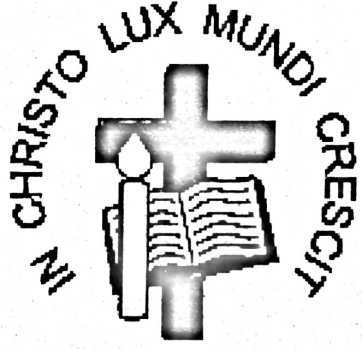 IN CHRISTO LUX MUNDI CRESCIT